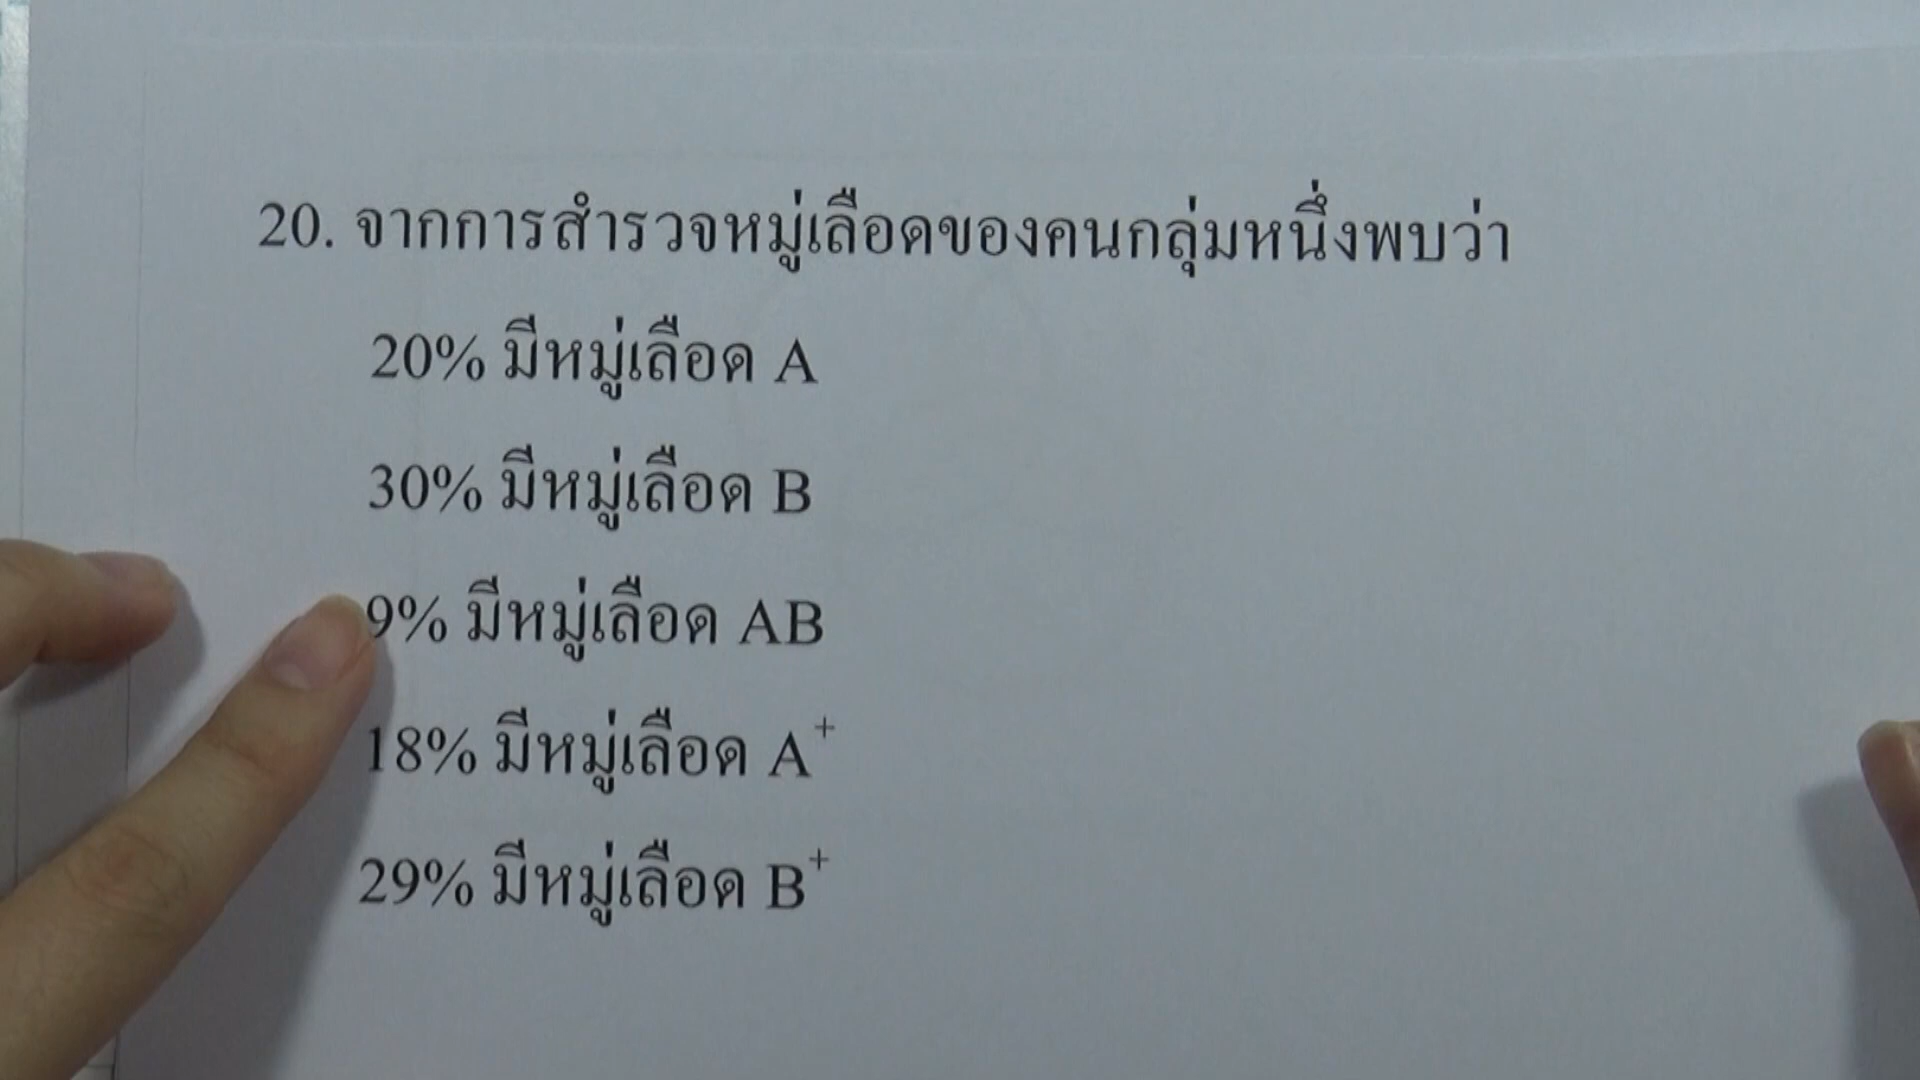 20. จากการสำรวจหมู่เลือดของคนกลุ่มหนึ่งพบว่า
20% มีหมู่เลือด A
30% มีหมู่เลือด B
9% มีหมู่เลือด AB
18% มีหมู่เลือด A⁺
29% มีหมู่เลือด B⁺